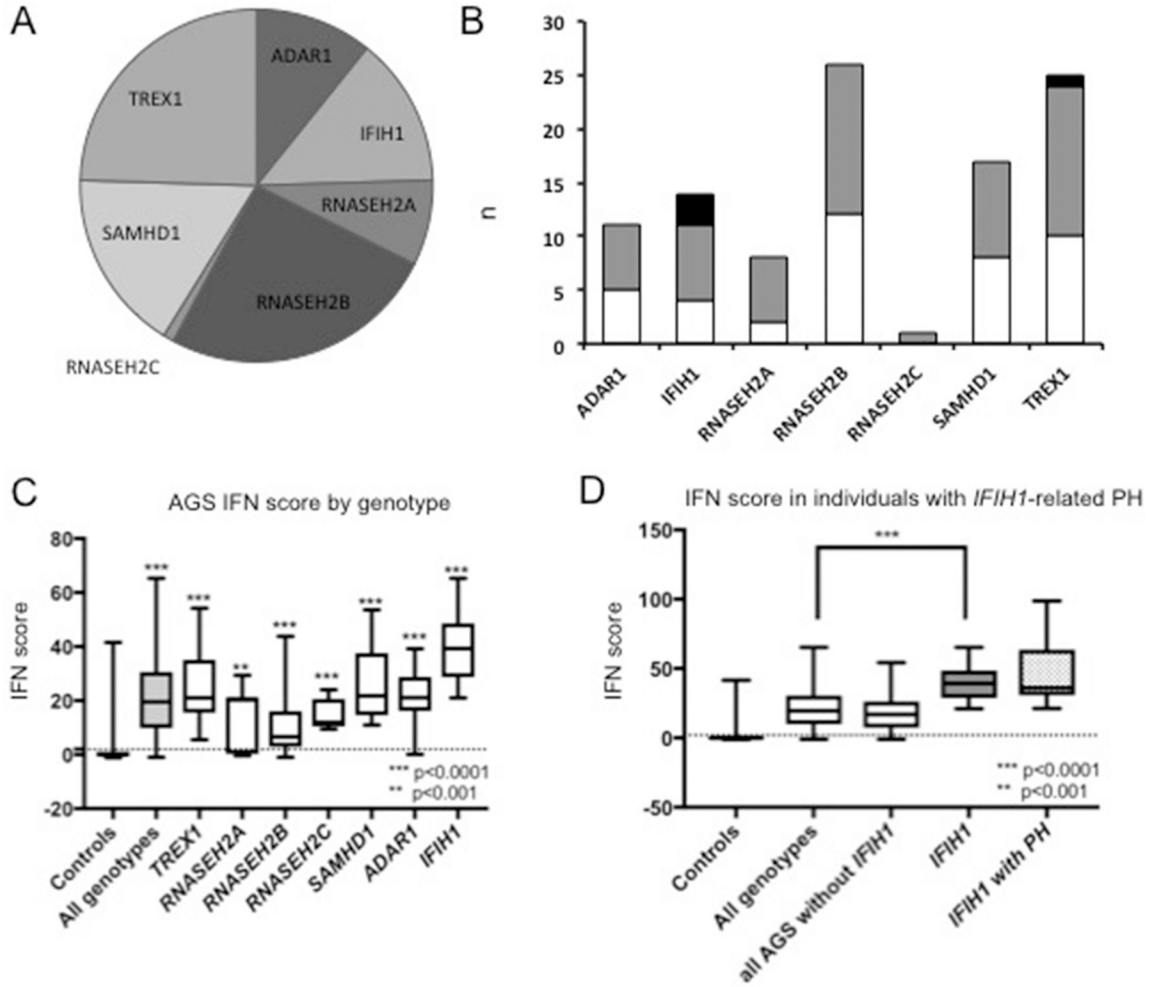 A
ADAR1
IFIH1
RNASEH2A
RNASEH2B
RNASEH2C
SAMHD1
TREX1
B
n
30
25
20
15
10
5
0
ADAR1
IFIH1
RNASEH2A
RNASEH2B
RNASEH2C
SAMHD1
TREX1
C
AGS IFN score by genotype
IFN score
80
60
40
20
0
-20
***
***
**
***
***
***
***
***
*** p<0.0001
** p<0.001
Controls
All genotypes
TREX1
RNASEH2A
RNASEH2B
RNASEH2C
SAMHD1
ADAR1
IFIH1
D
IFN score in individuals with IFIH1-related PH
IFN score
150
100
50
0
-50
***
*** p<0.0001
** p<0.001
Controls
All genotypes
all AGS without IFIH1
IFIH1
IFIH1 with PH